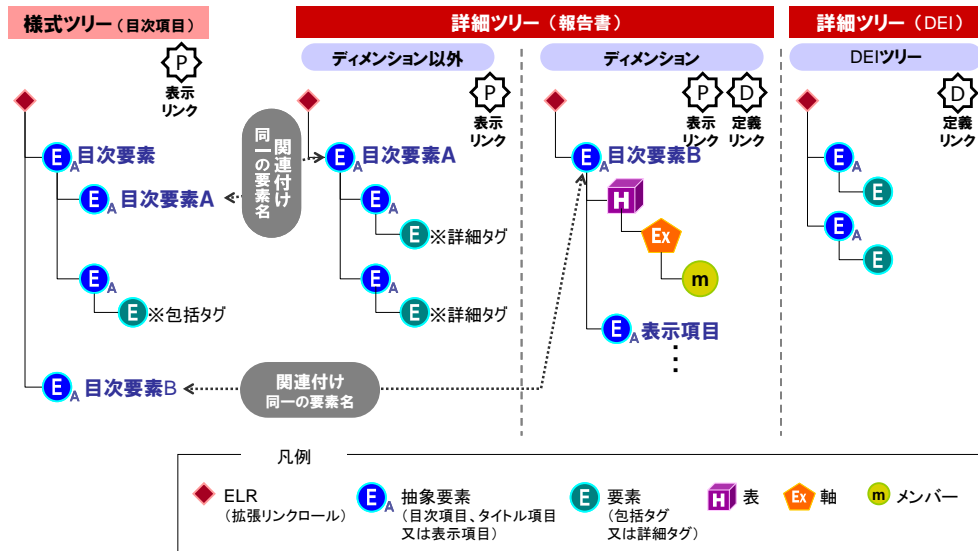 様式ツリー（目次項目）
詳細ツリー（報告書）
詳細ツリー（DEI）
ディメンション以外
ディメンション
DEIツリー
P
表示
リンク
P
表示
リンク
P
表示
リンク
D
定義
リンク
D
定義
リンク
関連付け
同一の要素名
E A 目次要素
E A 目次要素A
E A
E ※包括タグ
E A 目次要素B
E A 目次要素A
E A
E ※詳細タグ
E A
E ※詳細タグ
E A 目次要素B
H
Ex
m
E A 表示項目
⋮
E A
E
E A
E
関連付け
同一の要素名
凡例
ELR
（拡張リンクロール）
E A 抽象要素
（目次項目、タイトル項目
又は表示項目）
E 要素
（包括タグ
又は詳細タグ）
H 表
Ex 軸
m メンバー